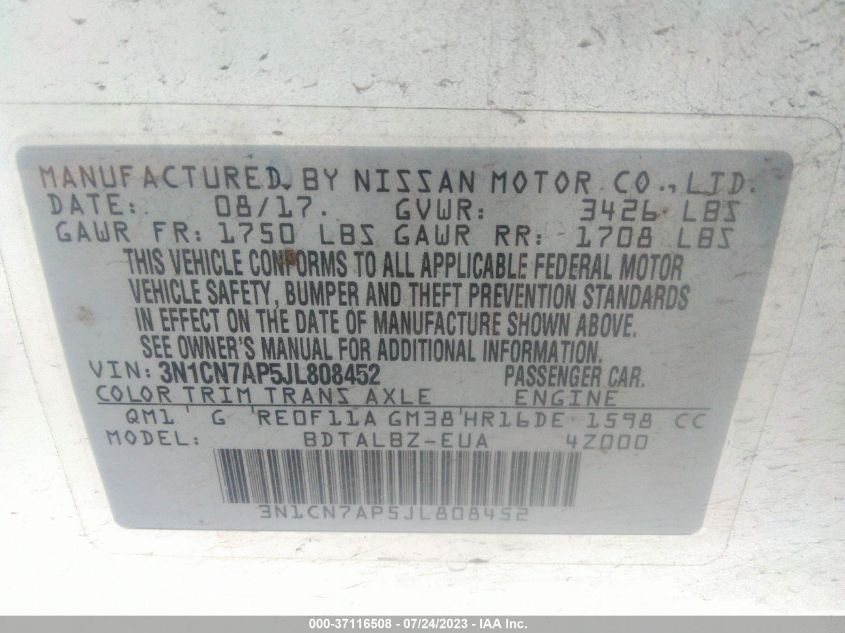 MANUFACTURED BY NISSAN MOTOR CO., LTD.
DATE: 08/17. GVWR: 3426 LBS
GAWR FR: 1750 LBS GAWR RR: 1708 LBS
THIS VEHICLE CONFORMS TO ALL APPLICABLE FEDERAL MOTOR
VEHICLE SAFETY, BUMPER AND THEFT PREVENTION STANDARDS
IN EFFECT ON THE DATE OF MANUFACTURE SHOWN ABOVE.
SEE OWNER'S MANUAL FOR ADDITIONAL INFORMATION.
VIN: 3N1CN7AP5JL808452 PASSENGER CAR.
COLOR TRIM TRANS AXLE ENGINE
QM1 G RE0F11A GM38 HR16DE 1598 CC
MODEL: BDTALBZ-EUA 4Z000
3N1CN7AP5JL808452
000-37116508 / 07/24/2023 - IAA Inc.